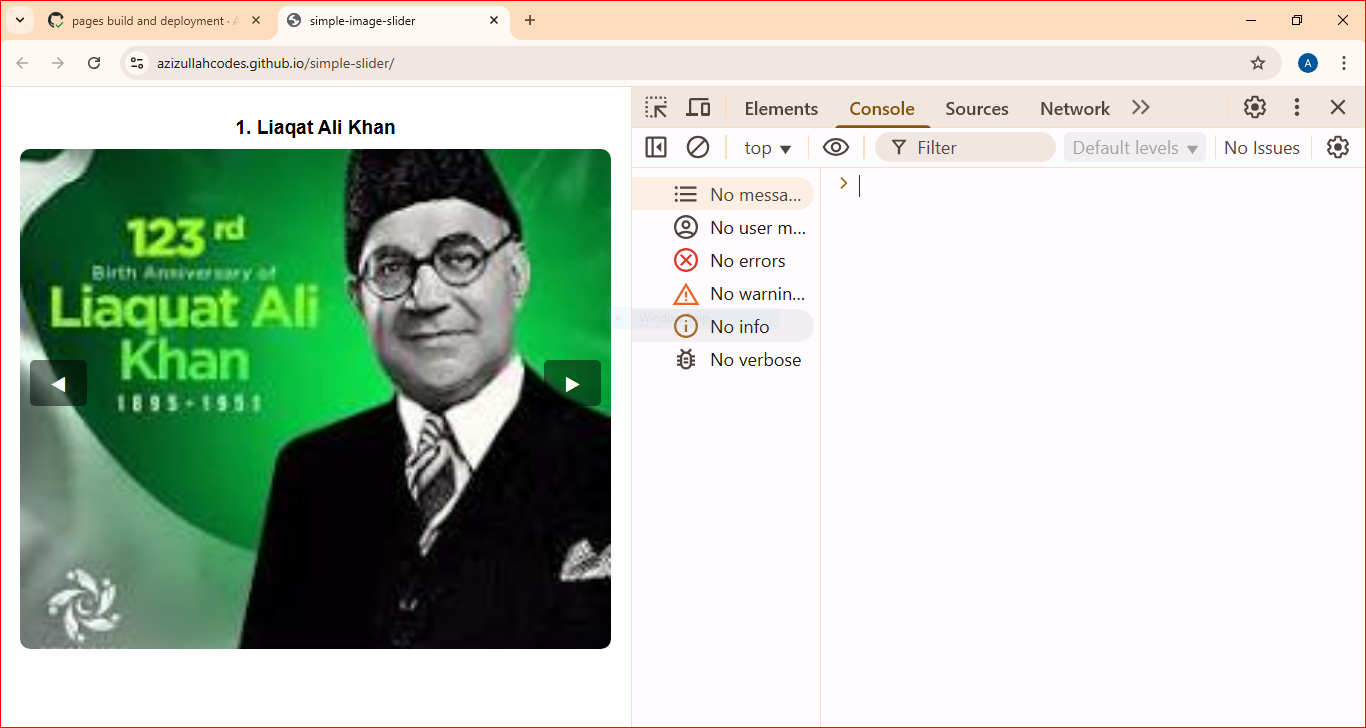 pages build and deployment · A
simple-image-slider
azizullahcodes.github.io/simple-slider/
A
1. Liaqat Ali Khan
123 rd
Birth Anniversary of
Liaquat Ali
Khan
1895-1951
Elements
Console
Sources
Network
top
Filter
Default levels
No Issues
No messa...
No user m...
No errors
No warnin...
No info
No verbose